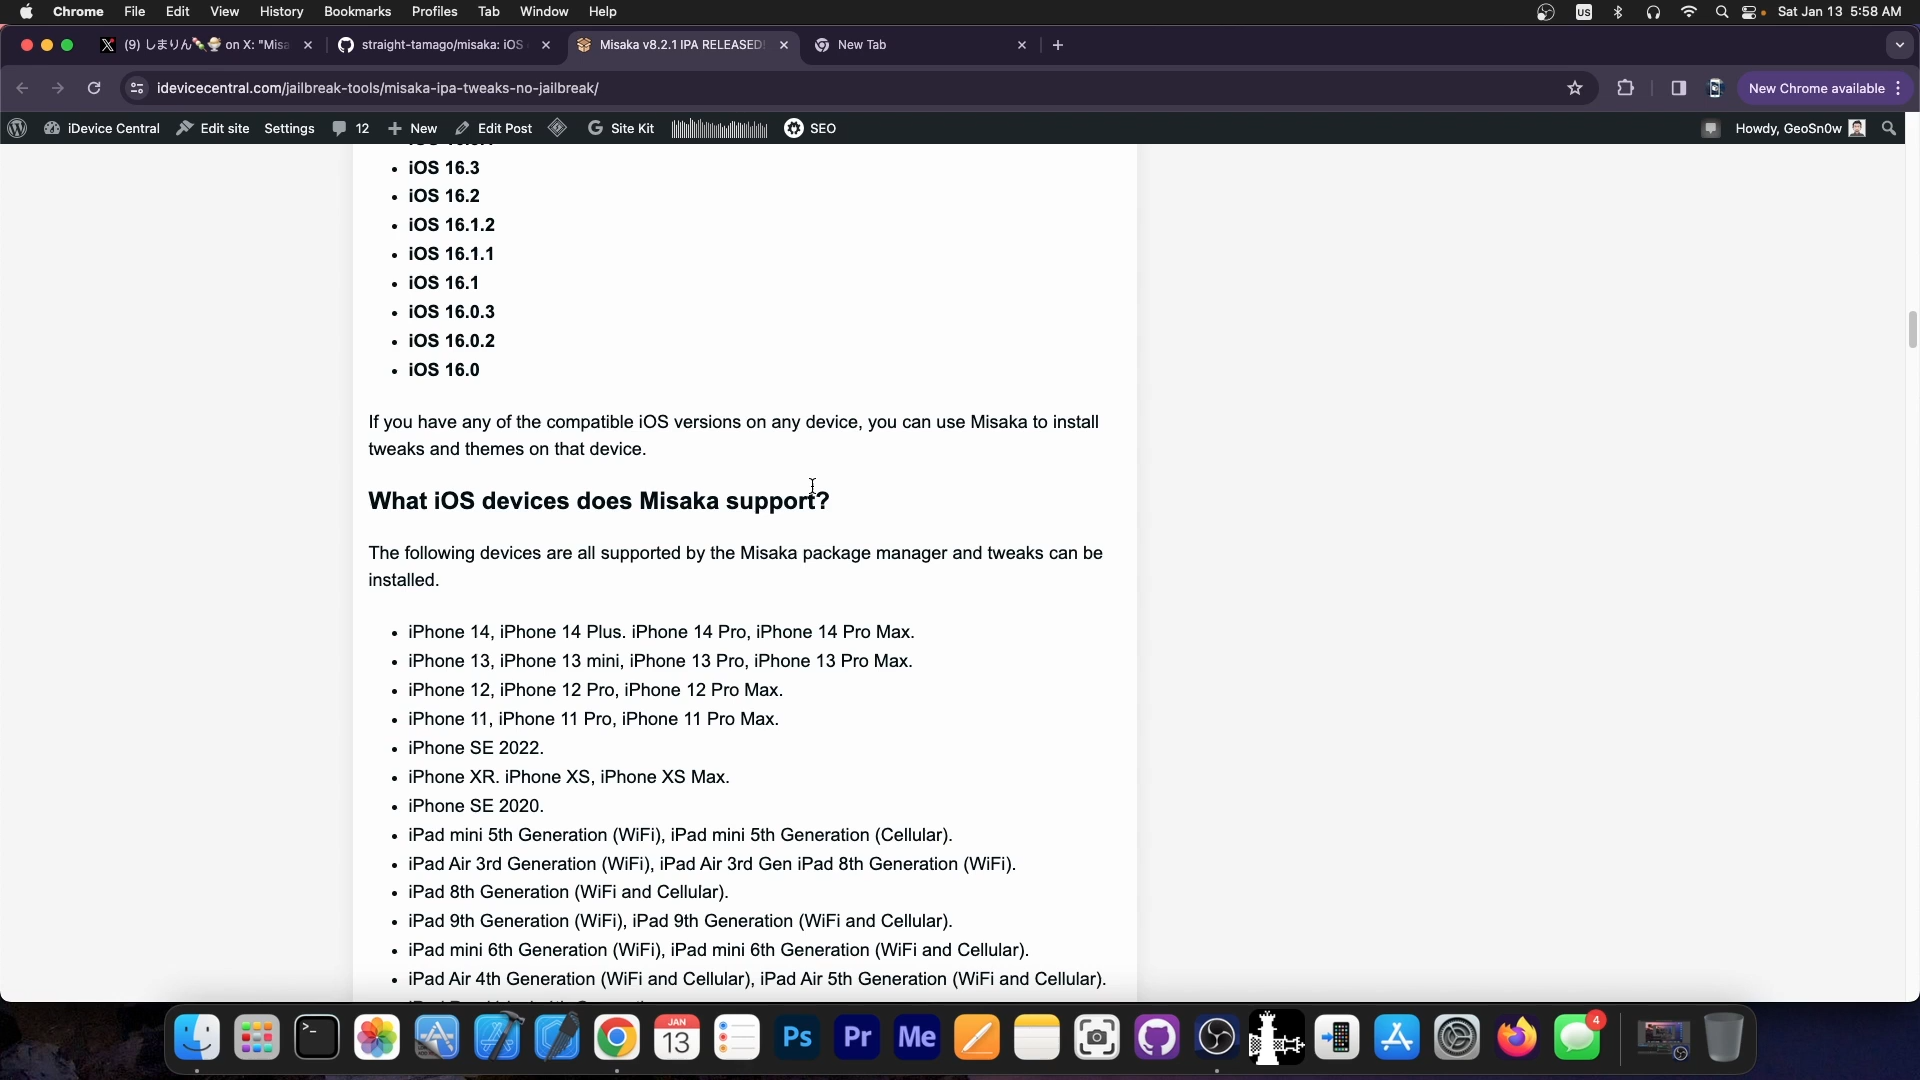 Chrome File Edit View History Bookmarks Profiles Tab Window Help US Sat Jan 13 5:58 AM
(9) しまりん🍡🍨 on X: "Misa straight-tamago/misaka: iOS Misaka v8.2.1 IPA RELEASED! New Tab
idevicecentral.com/jailbreak-tools/misaka-ipa-tweaks-no-jailbreak/ New Chrome available
iDevice Central Edit site Settings 12 New Edit Post Site Kit SEO Howdy, GeoSn0w
• iOS 16.3
• iOS 16.2
• iOS 16.1.2
• iOS 16.1.1
• iOS 16.1
• iOS 16.0.3
• iOS 16.0.2
• iOS 16.0
If you have any of the compatible iOS versions on any device, you can use Misaka to install
tweaks and themes on that device.
What iOS devices does Misaka support?
The following devices are all supported by the Misaka package manager and tweaks can be
installed.
• iPhone 14, iPhone 14 Plus. iPhone 14 Pro, iPhone 14 Pro Max.
• iPhone 13, iPhone 13 mini, iPhone 13 Pro, iPhone 13 Pro Max.
• iPhone 12, iPhone 12 Pro, iPhone 12 Pro Max.
• iPhone 11, iPhone 11 Pro, iPhone 11 Pro Max.
• iPhone SE 2022.
• iPhone XR. iPhone XS, iPhone XS Max.
• iPhone SE 2020.
• iPad mini 5th Generation (WiFi), iPad mini 5th Generation (Cellular).
• iPad Air 3rd Generation (WiFi), iPad Air 3rd Gen iPad 8th Generation (WiFi).
• iPad 8th Generation (WiFi and Cellular).
• iPad 9th Generation (WiFi), iPad 9th Generation (WiFi and Cellular).
• iPad mini 6th Generation (WiFi), iPad mini 6th Generation (WiFi and Cellular).
• iPad Air 4th Generation (WiFi and Cellular), iPad Air 5th Generation (WiFi and Cellular).
JAN 13 Ps Pr Me 4